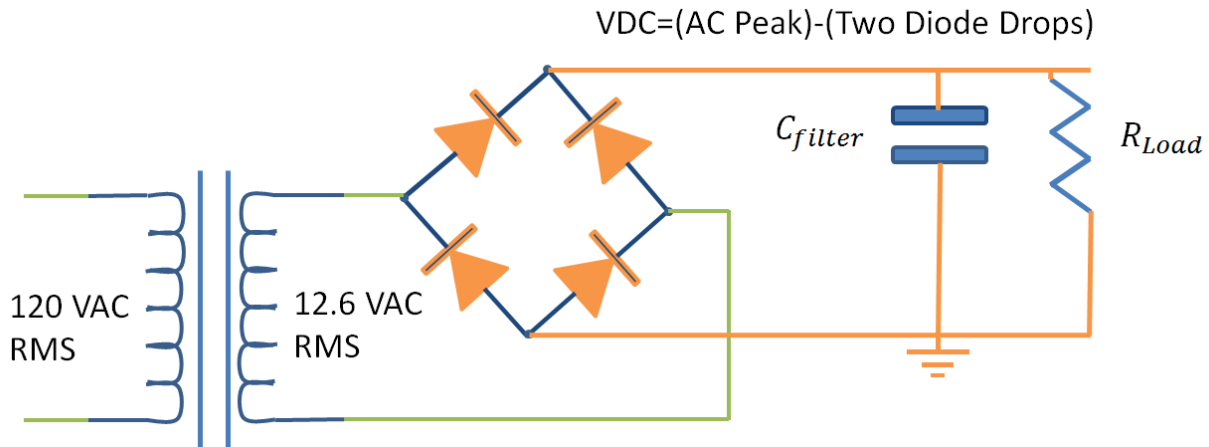 VDC=(AC Peak)-(Two Diode Drops)
C_filter
R_Load
120 VAC
RMS
12.6 VAC
RMS